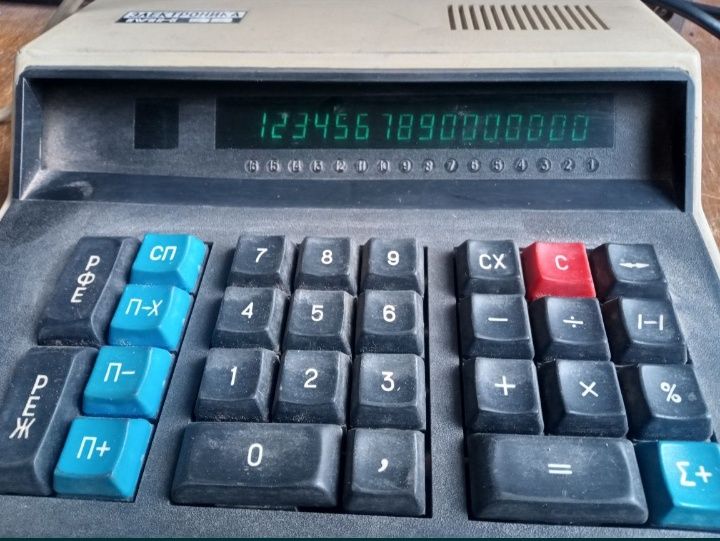 ЭЛЕКТРОНИКА
1234567890000000
16 15 14 13 12 11 10 9 8 7 6 5 4 3 2 1
РФЕ СП 7 8 9 СХ С ↔
П→Х 4 5 6 − ÷ |−|
РЕЖ П− 1 2 3 + × %
П+ 0 , = Σ+